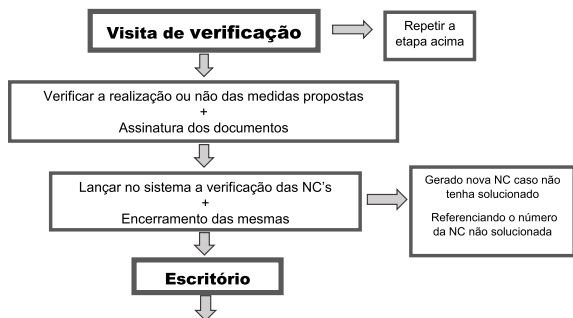 Visita de verificação
Repetir a
etapa acima
Verificar a realização ou não das medidas propostas
+
Assinatura dos documentos
Lançar no sistema a verificação das NC's
+
Encerramento das mesmas
Gerado nova NC caso não
tenha solucionado
Referenciando o número
da NC não solucionada
Escritório